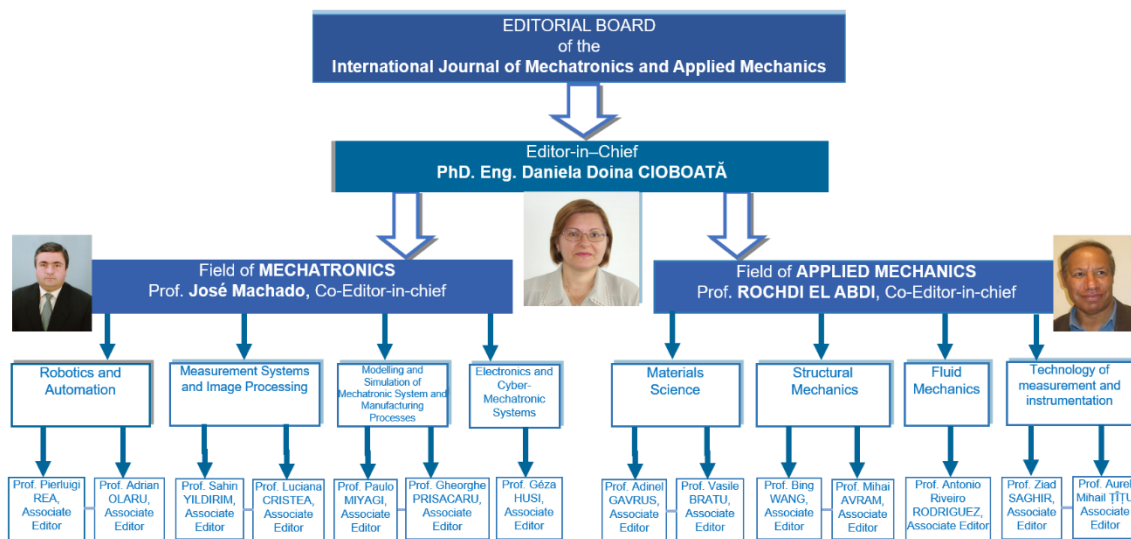 EDITORIAL BOARD
of the
International Journal of Mechatronics and Applied Mechanics
Editor-in–Chief
PhD. Eng. Daniela Doina CIOBOATĂ
Field of MECHATRONICS
Prof. José Machado, Co-Editor-in-chief
Field of APPLIED MECHANICS
Prof. ROCHDI EL ABDI, Co-Editor-in-chief
Robotics and
Automation
Measurement Systems
and Image Processing
Modelling and
Simulation of
Mechatronic System and
Manufacturing
Processes
Electronics and
Cyber-
Mechatronic
Systems
Materials
Science
Structural
Mechanics
Fluid
Mechanics
Technology of
measurement and
instrumentation
Prof. Pierluigi
REA,
Associate
Editor
Prof. Adrian
OLARU,
Associate
Editor
Prof. Sahin
YILDIRIM,
Associate
Editor
Prof. Luciana
CRISTEA,
Associate
Editor
Prof. Paulo
MIYAGI,
Associate
Editor
Prof. Gheorghe
PRISACARU,
Associate
Editor
Prof. Géza
HUSI,
Associate
Editor
Prof. Adinel
GAVRUS,
Associate
Editor
Prof. Vasile
BRATU,
Associate
Editor
Prof. Bing
WANG,
Associate
Editor
Prof. Mihai
AVRAM,
Associate
Editor
Prof. Antonio
Riveiro
RODRIGUEZ,
Associate Editor
Prof. Ziad
SAGHIR,
Associate
Editor
Prof. Aurel
Mihail ȚÎȚU
Associate
Editor